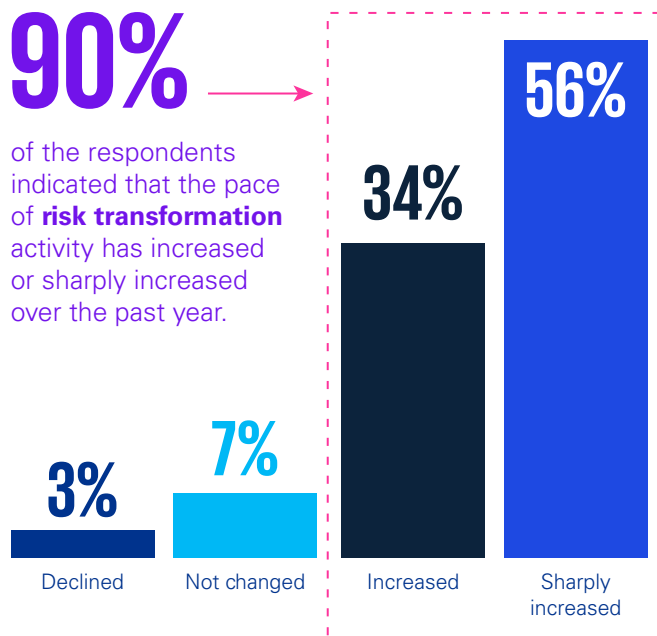 90%
of the respondents
indicated that the pace
of risk transformation
activity has increased
or sharply increased
over the past year.
3%
7%
34%
56%
Declined
Not changed
Increased
Sharply
increased